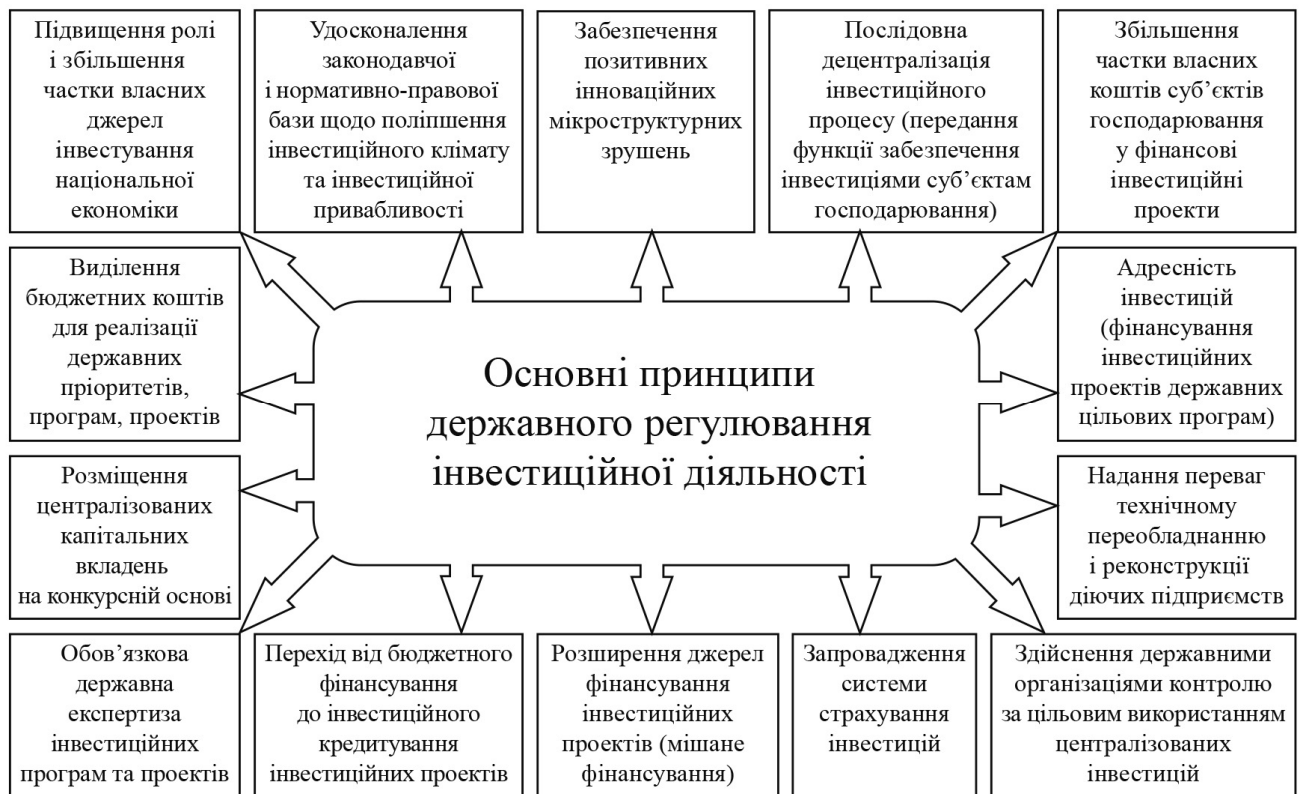 Підвищення ролі
і збільшення
частки власних
джерел
інвестування
національної
економіки
Удосконалення
законодавчої
і нормативно-правової
бази щодо поліпшення
інвестиційного клімату
та інвестиційної
привабливості
Забезпечення
позитивних
інноваційних
мікроструктурних
зрушень
Послідовна
децентралізація
інвестиційного
процесу (передання
функції забезпечення
інвестиціями суб’єктам
господарювання)
Збільшення
частки власних
коштів суб’єктів
господарювання
у фінансові
інвестиційні
проекти
Виділення
бюджетних коштів
для реалізації
державних
пріоритетів,
програм, проектів
Основні принципи
державного регулювання
інвестиційної діяльності
Адресність
інвестицій
(фінансування
інвестиційних
проектів державних
цільових програм)
Розміщення
централізованих
капітальних
вкладень
на конкурсній основі
Надання переваг
технічному
переобладнанню
і реконструкції
діючих підприємств
Обов’язкова
державна
експертиза
інвестиційних
програм та проектів
Перехід від бюджетного
фінансування
до інвестиційного
кредитування
інвестиційних проектів
Розширення джерел
фінансування
інвестиційних
проектів (мішане
фінансування)
Запровадження
системи
страхування
інвестицій
Здійснення державними
організаціями контролю
за цільовим використанням
централізованих
інвестицій